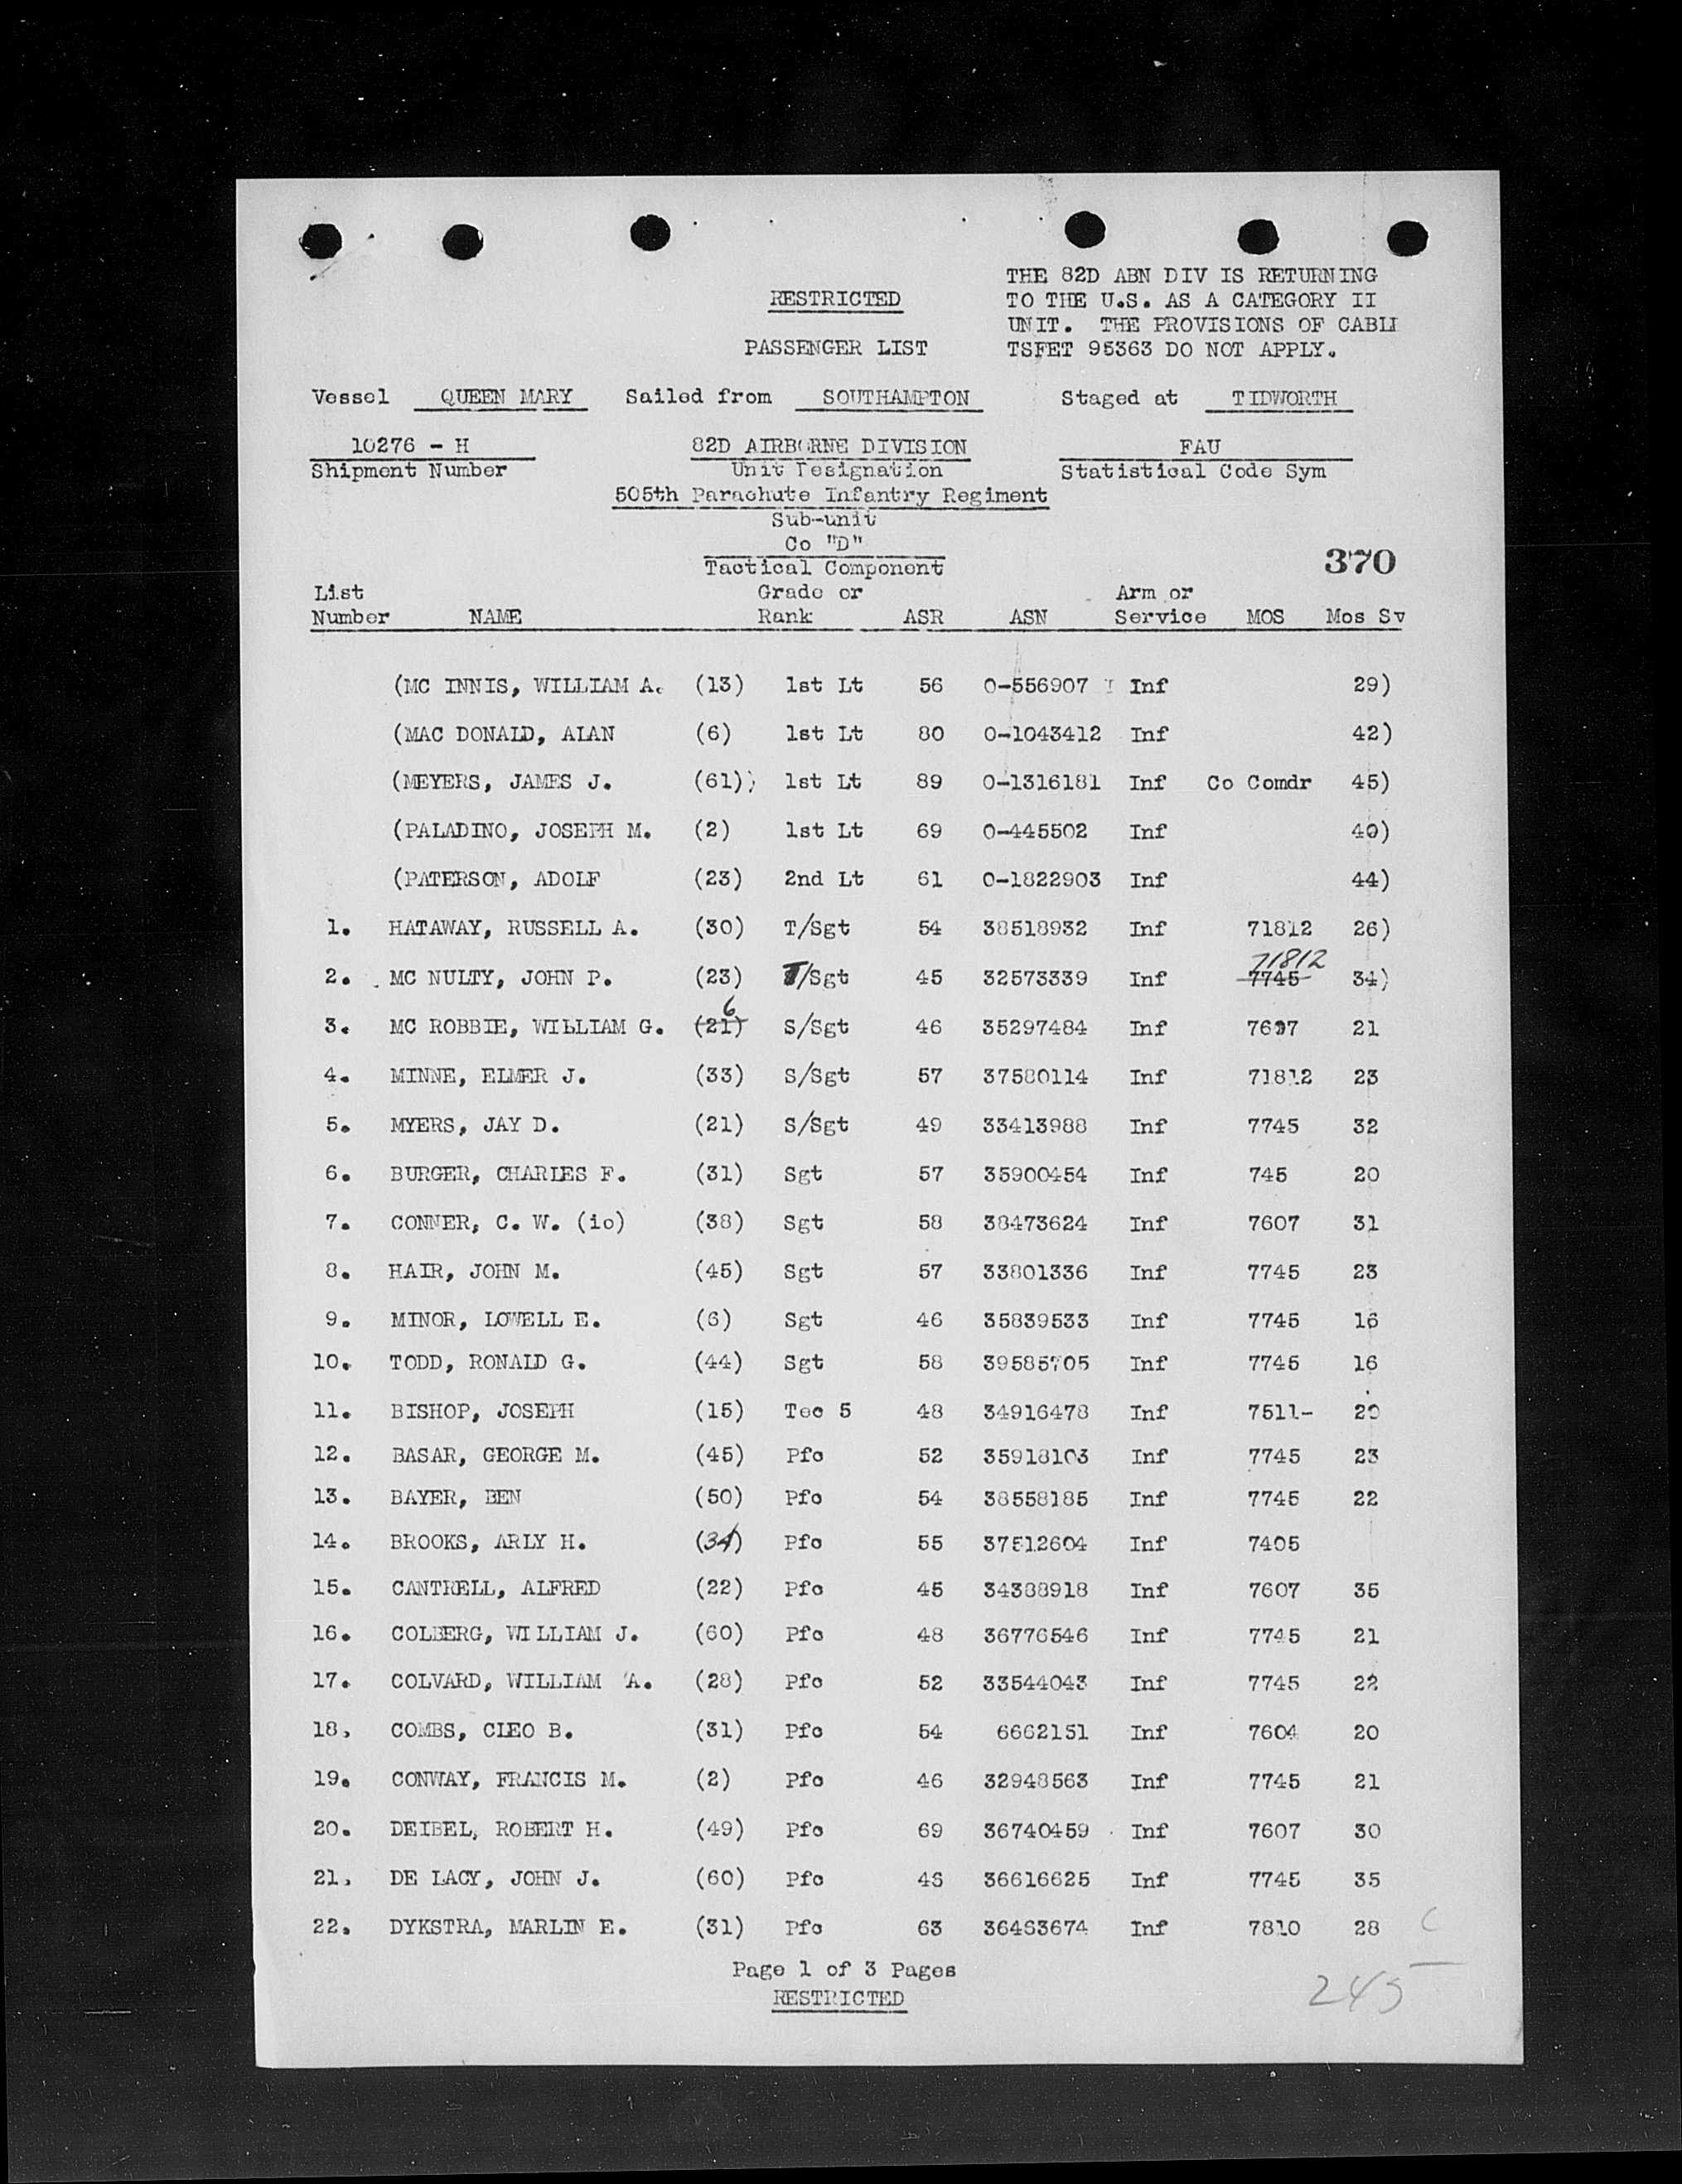 THE 82D ABN DIV IS RETURNING
RESTRICTED TO THE U.S. AS A CATEGORY II
UNIT. THE PROVISIONS OF CABLE
PASSENGER LIST TSFET 95363 DO NOT APPLY.
Vessel QUEEN MARY Sailed from SOUTHAMPTON Staged at TIDWORTH
10276 - H 82D AIRBORNE DIVISION FAU
Shipment Number Unit Designation Statistical Code Sym
505th Parachute Infantry Regiment
Sub-unit
Co "D"
370
Tactical Component
List Grade or Arm or
Number NAME Rank ASR ASN Service MOS Mos Sv
(MC INNIS, WILLIAM A. (13) 1st Lt 56 O-556907 Inf 29)
(MAC DONALD, ALAN (6) 1st Lt 80 O-1043412 Inf 42)
(MEYERS, JAMES J. (61) 1st Lt 89 O-1316181 Inf Co Comdr 45)
(PALADINO, JOSEPH M. (2) 1st Lt 69 O-445502 Inf 40)
(PATERSON, ADOLF (23) 2nd Lt 61 O-1822903 Inf 44)
1. HATAWAY, RUSSELL A. (30) T/Sgt 54 38518932 Inf 71812 26)
71812
2. MC NULTY, JOHN P. (23) T/Sgt 45 32573339 Inf 7745 34)
6
3. MC ROBBIE, WILLIAM G. (21) S/Sgt 46 35297484 Inf 7607 21
4. MINNE, ELMER J. (33) S/Sgt 57 37580114 Inf 71812 23
5. MYERS, JAY D. (21) S/Sgt 49 33413988 Inf 7745 32
6. BURGER, CHARLES F. (31) Sgt 57 35900454 Inf 745 20
7. CONNER, C. W. (io) (38) Sgt 58 38473624 Inf 7607 31
8. HAIR, JOHN M. (45) Sgt 57 33801336 Inf 7745 23
9. MINOR, LOWELL E. (6) Sgt 46 35839533 Inf 7745 16
10. TODD, RONALD G. (44) Sgt 58 39585705 Inf 7745 16
11. BISHOP, JOSEPH (15) Tec 5 48 34916478 Inf 7511- 20
12. BASAR, GEORGE M. (45) Pfc 52 35918103 Inf 7745 23
13. BAYER, BEN (50) Pfc 54 38558185 Inf 7745 22
14. BROOKS, ARLY H. (34) Pfc 55 37512604 Inf 7405
15. CANTRELL, ALFRED (22) Pfc 45 34388918 Inf 7607 35
16. COLBERG, WILLIAM J. (60) Pfc 48 36776546 Inf 7745 21
17. COLVARD, WILLIAM A. (28) Pfc 52 33544043 Inf 7745 22
18. COMBS, CLEO B. (31) Pfc 54 6662151 Inf 7604 20
19. CONWAY, FRANCIS M. (2) Pfc 46 32948563 Inf 7745 21
20. DEIBEL, ROBERT H. (49) Pfc 69 36740459 Inf 7607 30
21. DE LACY, JOHN J. (60) Pfc 46 36616625 Inf 7745 35
22. DYKSTRA, MARLIN E. (31) Pfc 63 36463674 Inf 7810 28 C
Page 1 of 3 Pages
RESTRICTED
245